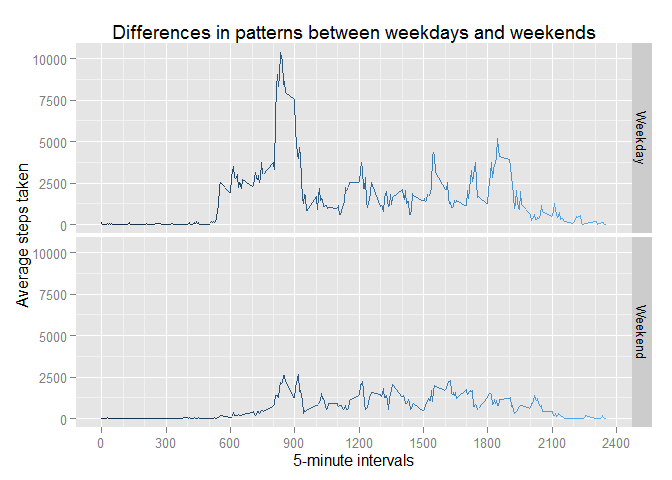 Differences in patterns between weekdays and weekends
Average steps taken
10000
7500
5000
2500
0
Weekday
10000
7500
5000
2500
0
Weekend
0 300 600 900 1200 1500 1800 2100 2400
5-minute intervals